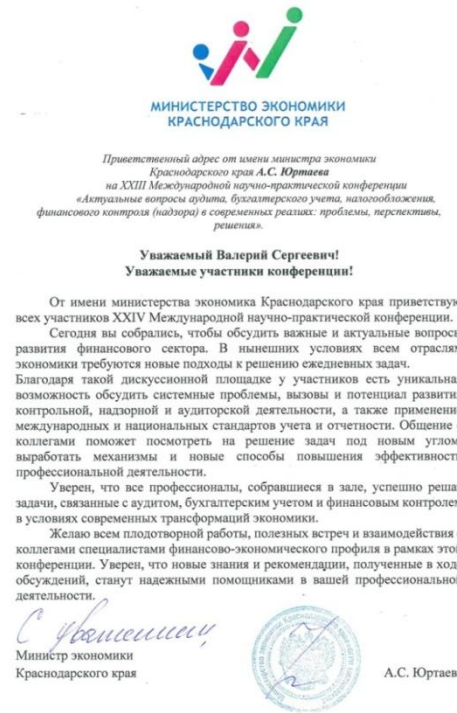 МИНИСТЕРСТВО ЭКОНОМИКИ
КРАСНОДАРСКОГО КРАЯ
Приветственный адрес от имени министра экономики
Краснодарского края А.С. Юртаева
на XXIII Международной научно-практической конференции
«Актуальные вопросы аудита, бухгалтерского учета, налогообложения,
финансового контроля (надзора) в современных реалиях: проблемы, перспективы,
решения».
Уважаемый Валерий Сергеевич!
Уважаемые участники конференции!
От имени министерства экономика Краснодарского края приветствую
всех участников XXIV Международной научно-практической конференции.
Сегодня вы собрались, чтобы обсудить важные и актуальные вопросы
развития финансового сектора. В нынешних условиях всем отраслям
экономики требуются новые подходы к решению ежедневных задач.
Благодаря такой дискуссионной площадке у участников есть уникальна
возможность обсудить системные проблемы, вызовы и потенциал развити
контрольной, надзорной и аудиторской деятельности, а также применени
международных и национальных стандартов учета и отчетности. Общение
коллегами поможет посмотреть на решение задач под новым углом
выработать механизмы и новые способы повышения эффективност
профессиональной деятельности.
Уверен, что все профессионалы, собравшиеся в зале, успешно реша
задачи, связанные с аудитом, бухгалтерским учетом и финансовым контролем
в условиях современных трансформаций экономики.
Желаю всем плодотворной работы, полезных встреч и взаимодействия
коллегами специалистами финансово-экономического профиля в рамках этой
конференции. Уверен, что новые знания и рекомендации, полученные в ход
обсуждений, станут надежными помощниками в вашей профессионально
деятельности.
С уважением
Министр экономики
Краснодарского края
А.С. Юртаев